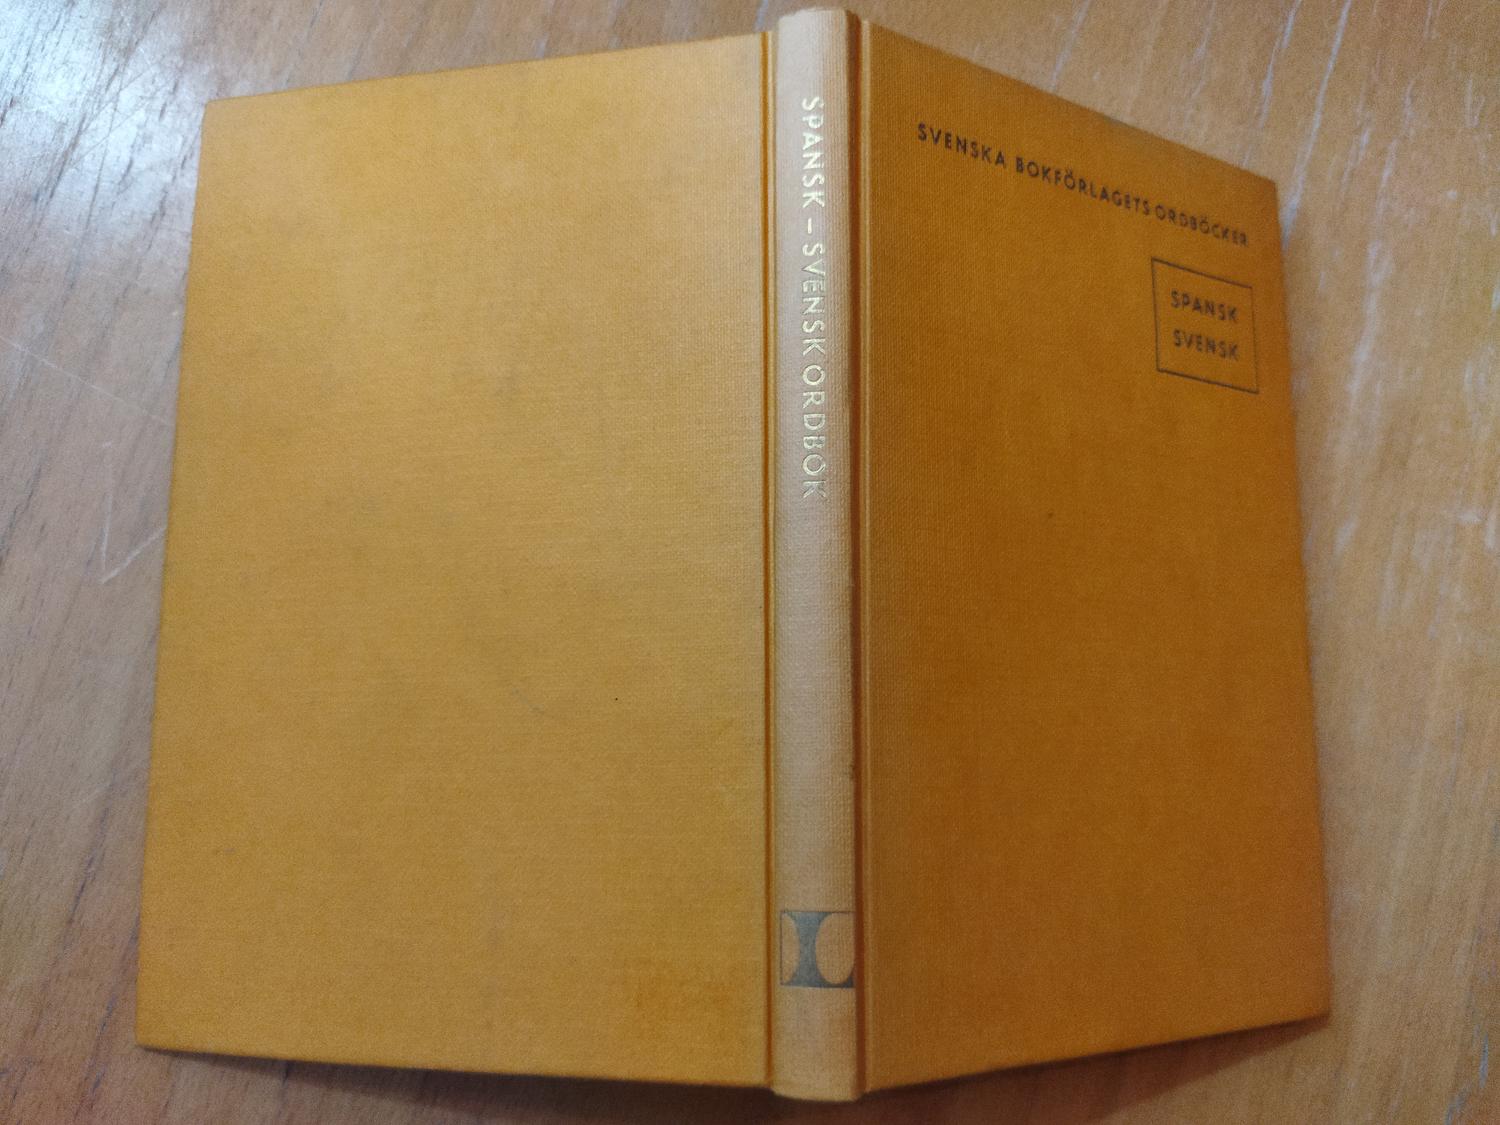 SPANSK – SVENSK ORDBOK
L
SVENSKA BOKFÖRLAGETS ORDBÖCKER
SPANSK
SVENSK